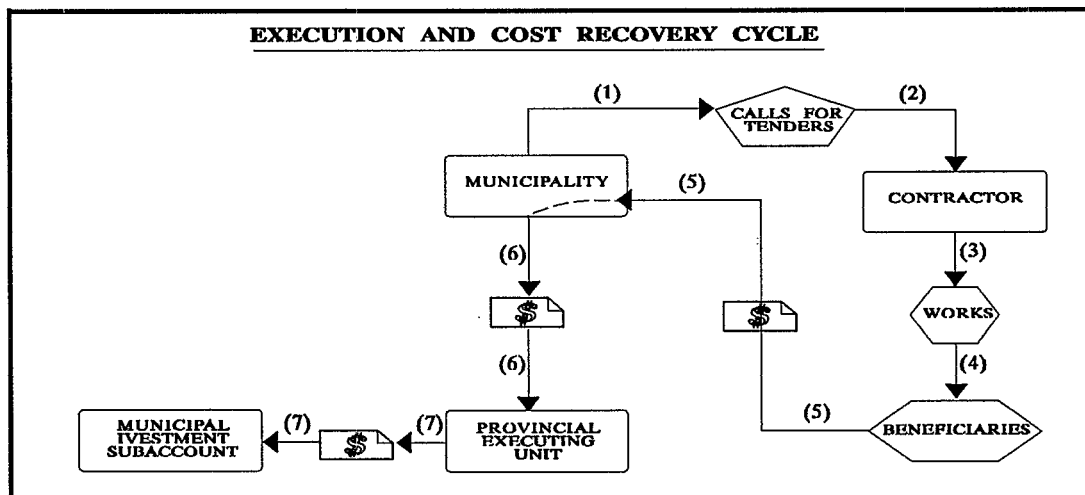 EXECUTION AND COST RECOVERY CYCLE
(1)
(2)
CALLS FOR
TENDERS
MUNICIPALITY
(5)
CONTRACTOR
(6)
(3)
$
$
WORKS
(6)
(4)
MUNICIPAL
IVESTMENT
SUBACCOUNT
(7)
$
(7)
PROVINCIAL
EXECUTING
UNIT
(5)
BENEFICIARIES